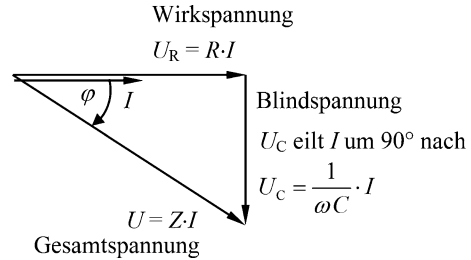 Wirkspannung
U_R = R·I
φ
I
Blindspannung
U_C eilt I um 90° nach
U_C = 1/(ωC) · I
U = Z·I
Gesamtspannung